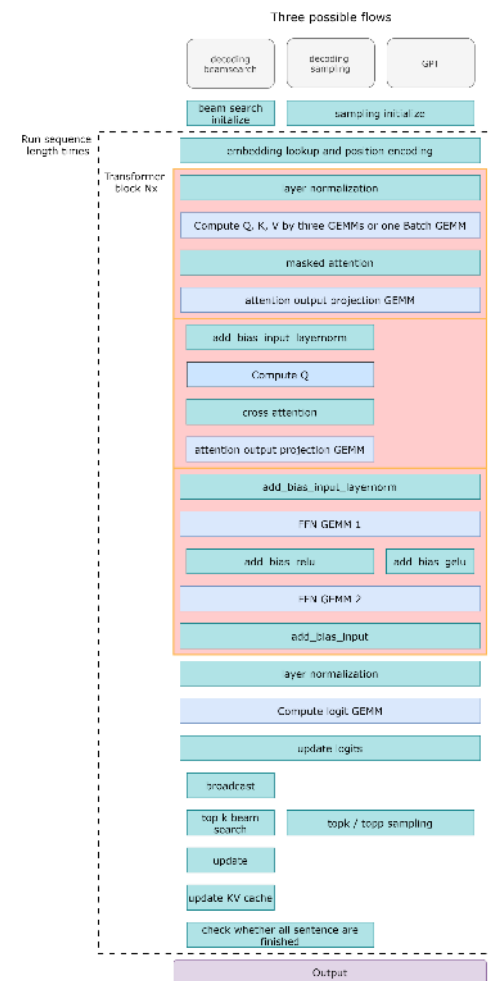 Three possible flows
decoding
beamsearch
decoding
sampling
GPT
beam search
initalize
sampling initialize
Run sequence
length times
embedding lookup and position encoding
Transformer
block Nx
ayer normalization
Compute Q, K, V by three GEMMs or one Batch GEMM
masked attention
attention output projection GEMM
add_bias_input_layernorm
Compute Q
cross attention
attention output projection GEMM
add_bias_input_layernorm
FFN GEMM 1
add_bias_relu
add_bias_gelu
FFN GEMM 2
add_bias_input
ayer normalization
Compute logit GEMM
update logits
broadcast
top k beam
search
topk / topp sampling
update
update KV cache
check whether all sentence are
finished
Output